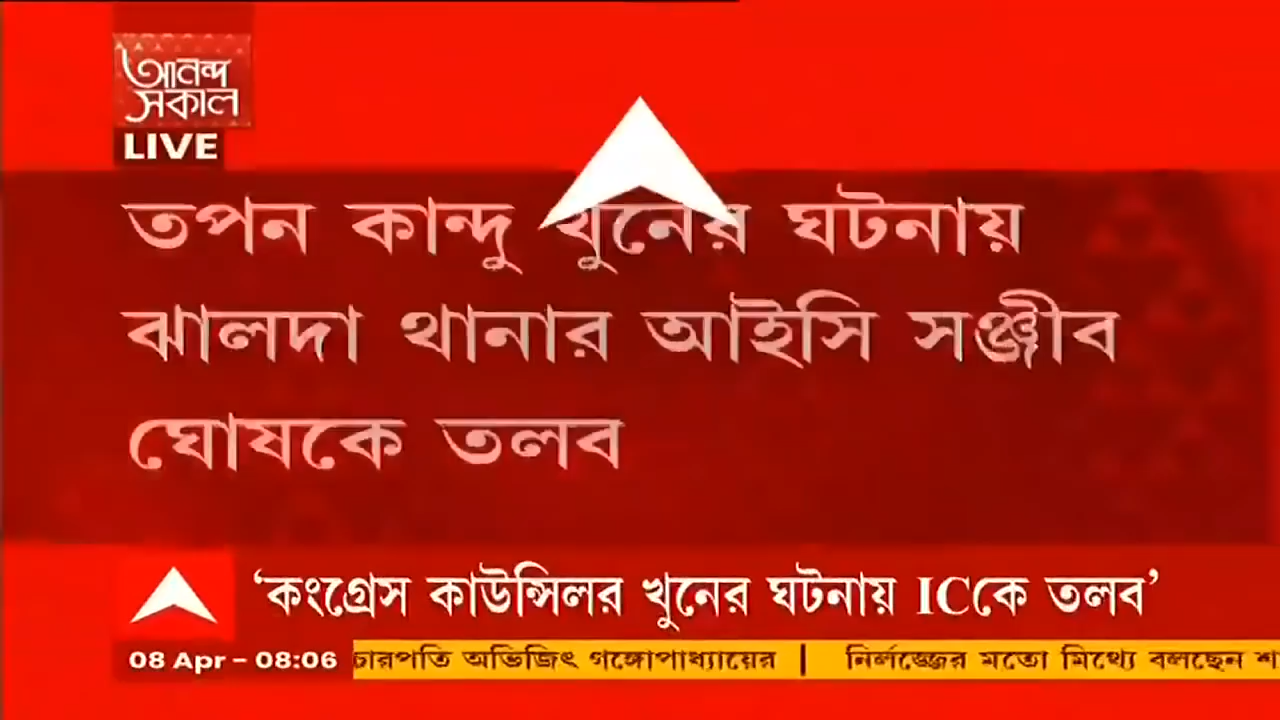 আনন্দ
সকাল
LIVE
তপন কান্দু খুনের ঘটনায়
ঝালদা থানার আইসি সঞ্জীব
ঘোষকে তলব
‘কংগ্রেস কাউন্সিলর খুনের ঘটনায় ICকে তলব’
08 Apr – 08:06 চারপতি অভিজিৎ গঙ্গোপাধ্যায়ের | নির্লজ্জের মতো মিথ্যে বলছেন শা